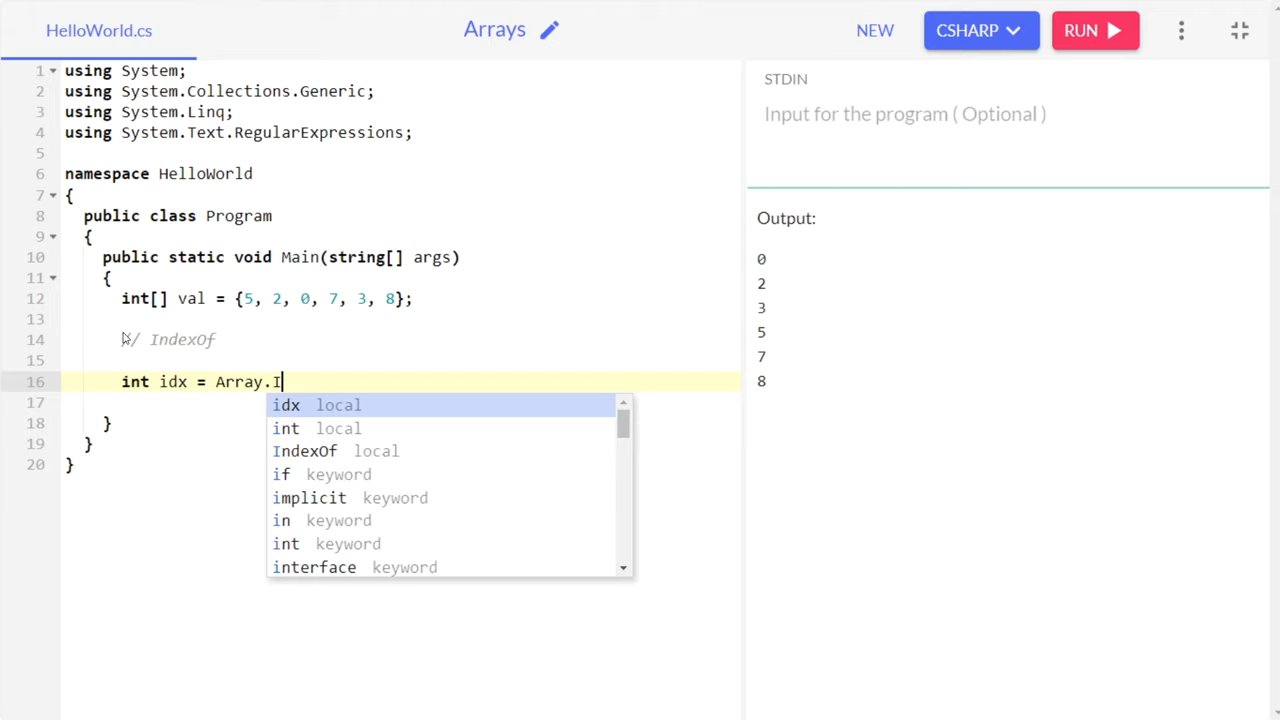 HelloWorld.cs
Arrays
NEW
CSHARP
RUN
1 using System;
2 using System.Collections.Generic;
3 using System.Linq;
4 using System.Text.RegularExpressions;
5
6 namespace HelloWorld
7 {
8 public class Program
9 {
10 public static void Main(string[] args)
11 {
12 int[] val = {5, 2, 0, 7, 3, 8};
13
14 // IndexOf
15
16 int idx = Array.I
17
18 }
19 }
20 }
idx local
int local
IndexOf local
if keyword
implicit keyword
in keyword
int keyword
interface keyword
STDIN
Input for the program ( Optional )
Output:
0
2
3
5
7
8